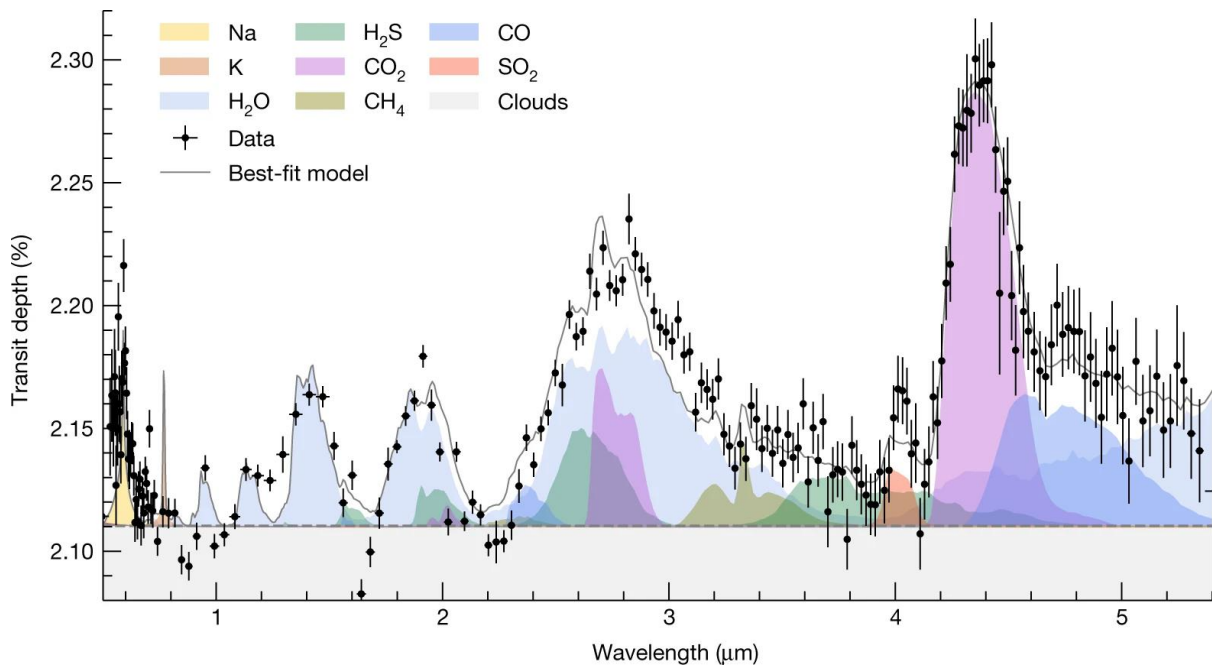 2.30
2.25
2.20
2.15
2.10
Transit depth (%)
Na
K
H₂O
Data
Best-fit model
H₂S
CO₂
CH₄
CO
SO₂
Clouds
1
2
3
4
5
Wavelength (μm)